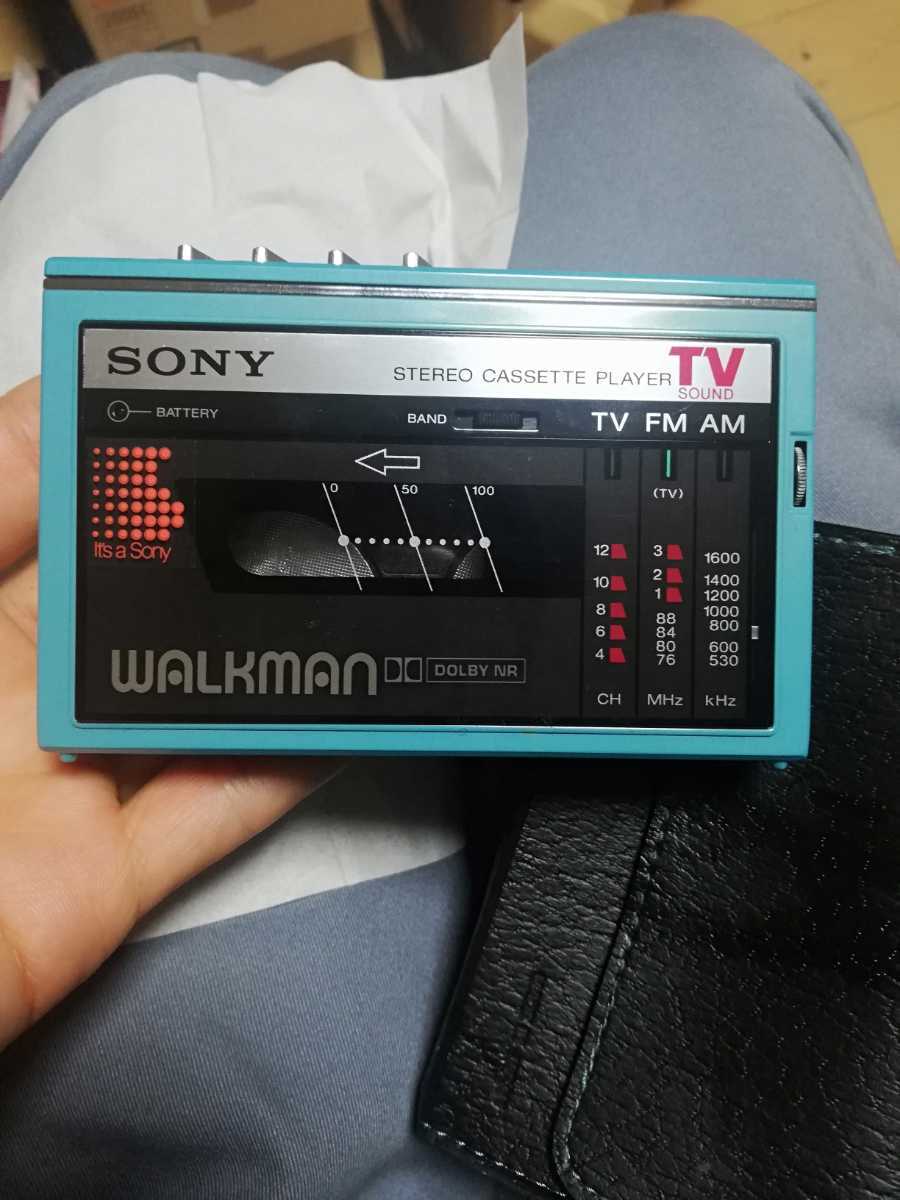 SONY
STEREO CASSETTE PLAYER
TV
SOUND
BATTERY
BAND
TV FM AM
(TV)
It's a Sony
0 50 100
12
10
8
6
4
CH
3
2
1
88
84
80
76
MHz
1600
1400
1200
1000
800
600
530
kHz
WALKMAN
DOLBY NR